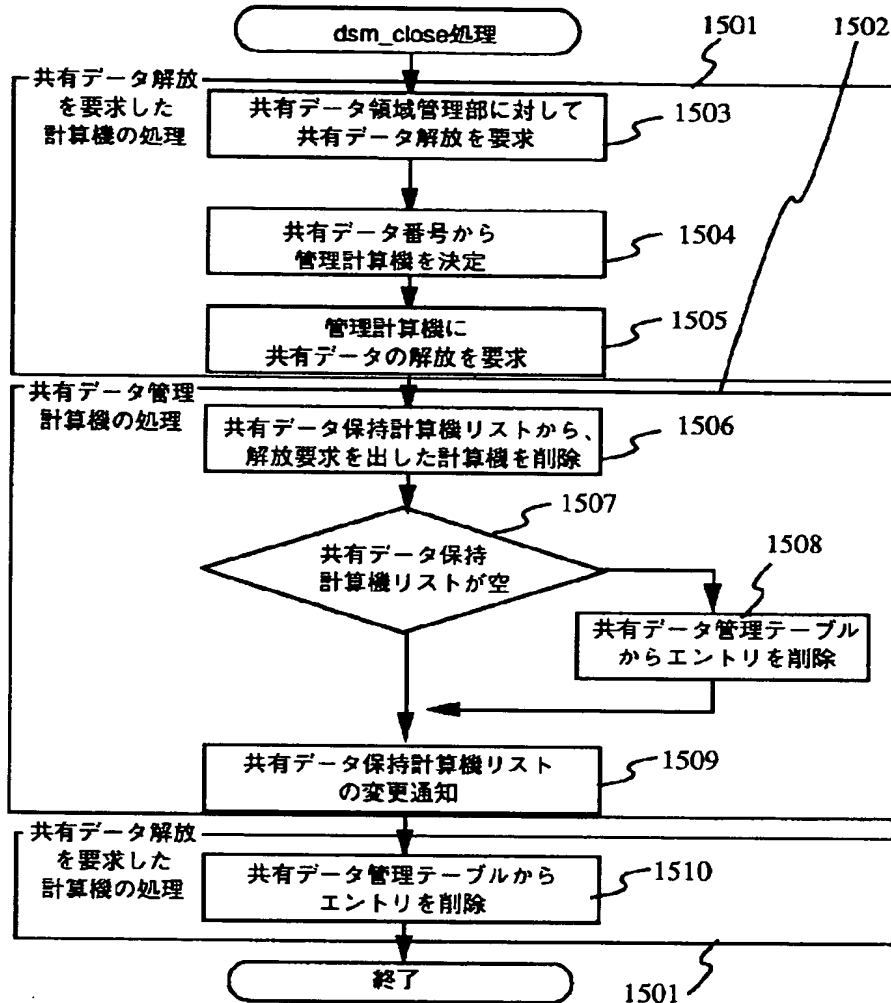 dsm_close処理
1501
1502
共有データ解放
を要求した
計算機の処理
共有データ領域管理部に対して
共有データ解放を要求
1503
共有データ番号から
管理計算機を決定
1504
管理計算機に
共有データの解放を要求
1505
共有データ管理
計算機の処理
共有データ保持計算機リストから、
解放要求を出した計算機を削除
1506
1507
共有データ保持
計算機リストが空
1508
共有データ管理テーブル
からエントリを削除
共有データ保持計算機リスト
の変更通知
1509
共有データ解放
を要求した
計算機の処理
共有データ管理テーブルから
エントリを削除
1510
終了
1501